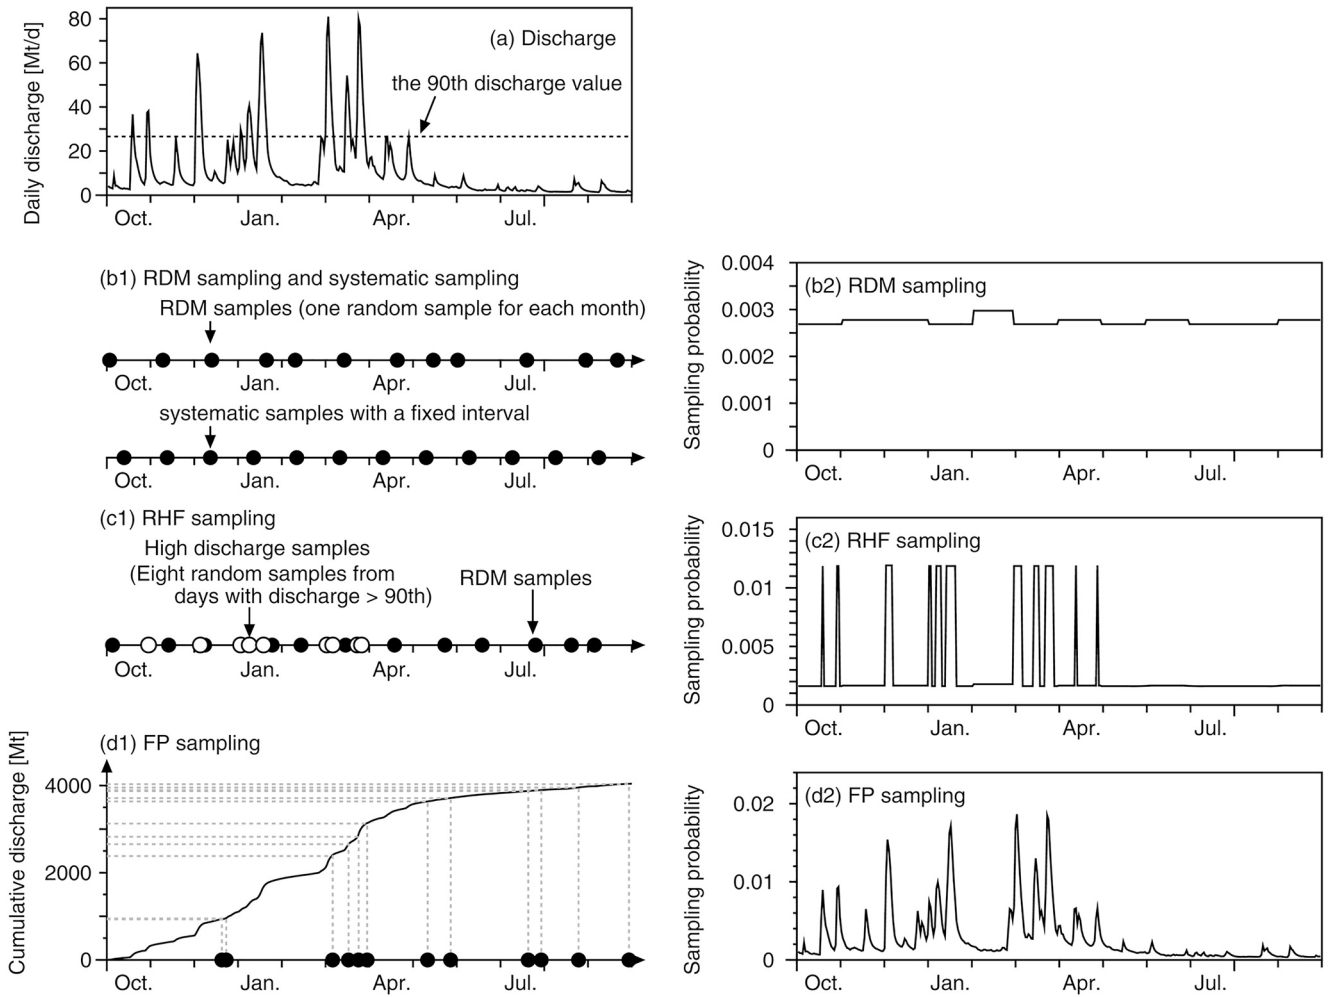 (a) Discharge
the 90th discharge value
Daily discharge [Mt/d]
80
60
40
20
0
Oct.
Jan.
Apr.
Jul.
(b1) RDM sampling and systematic sampling
RDM samples (one random sample for each month)
Oct.
Jan.
Apr.
Jul.
systematic samples with a fixed interval
Oct.
Jan.
Apr.
Jul.
(b2) RDM sampling
Sampling probability
0.004
0.003
0.002
0.001
0
Oct.
Jan.
Apr.
Jul.
(c1) RHF sampling
High discharge samples
(Eight random samples from
days with discharge > 90th)
RDM samples
Oct.
Jan.
Apr.
Jul.
(c2) RHF sampling
Sampling probability
0.015
0.01
0.005
0
Oct.
Jan.
Apr.
Jul.
(d1) FP sampling
Cumulative discharge [Mt]
4000
2000
0
Oct.
Jan.
Apr.
Jul.
(d2) FP sampling
Sampling probability
0.02
0.01
0
Oct.
Jan.
Apr.
Jul.